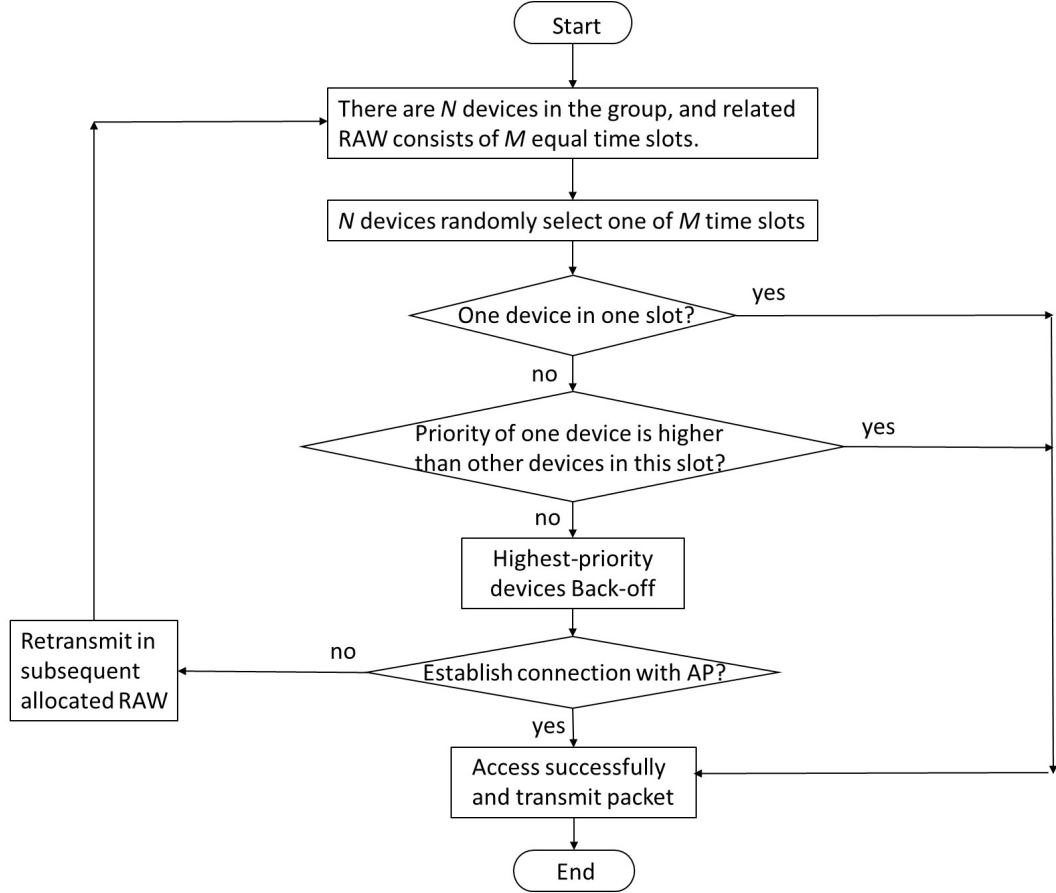 Start
There are N devices in the group, and related
RAW consists of M equal time slots.
N devices randomly select one of M time slots
One device in one slot?
yes
no
Priority of one device is higher
than other devices in this slot?
yes
no
Highest-priority
devices Back-off
Establish connection with AP?
no
Retransmit in
subsequent
allocated RAW
yes
Access successfully
and transmit packet
End